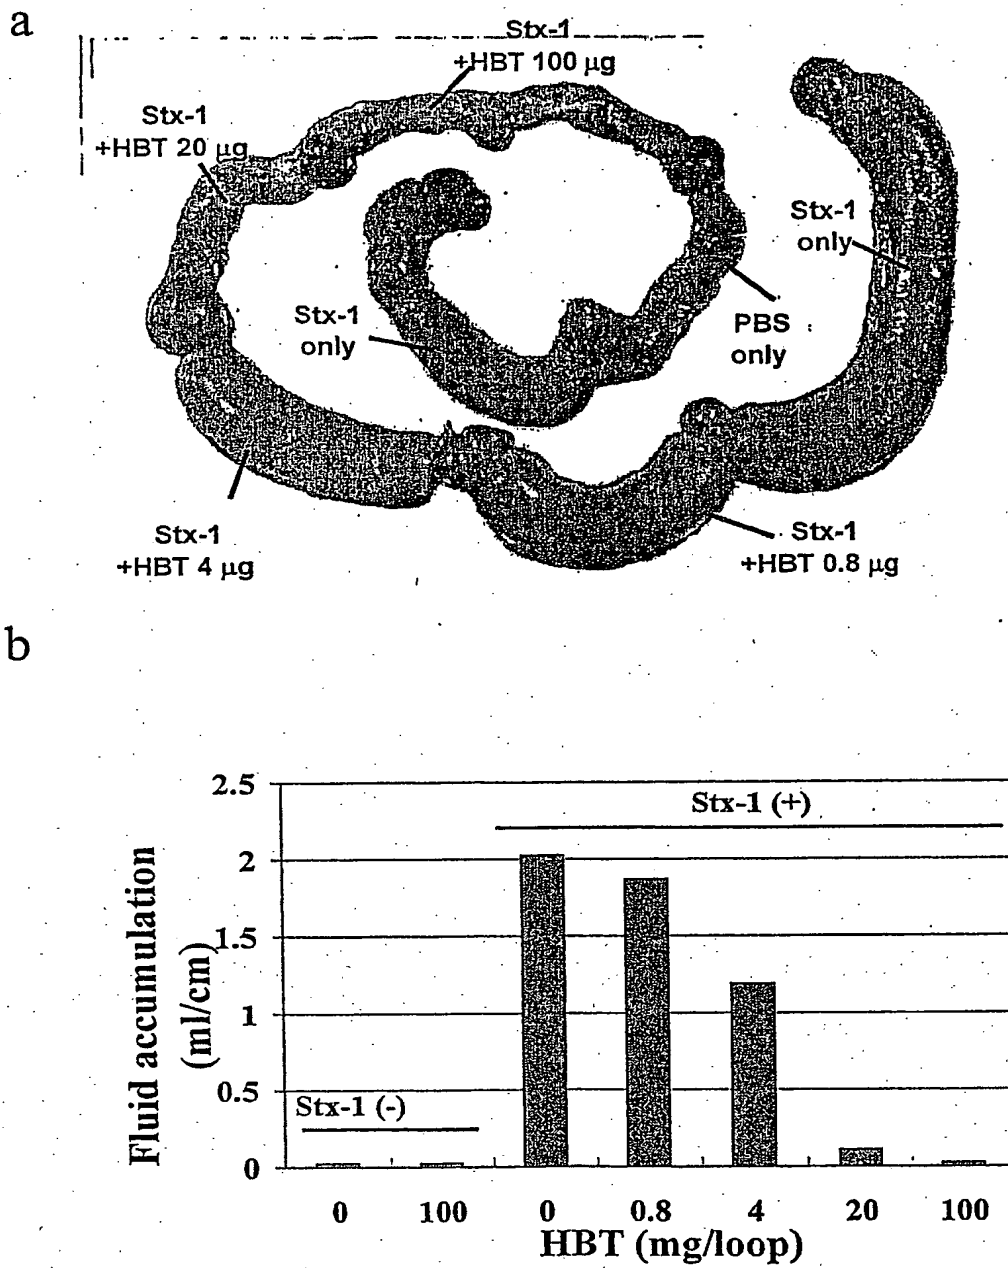 a
Stx-1
+HBT 100 μg
Stx-1
+HBT 20 μg
Stx-1
only
Stx-1
only
PBS
only
Stx-1
+HBT 4 μg
Stx-1
+HBT 0.8 μg
b
Fluid accumulation
(ml/cm)
2.5
2
1.5
1
0.5
0
Stx-1 (+)
Stx-1 (-)
0 100 0 0.8 4 20 100
HBT (mg/loop)